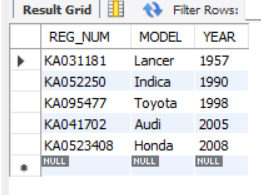 Result Grid Filter Rows:
REG_NUM MODEL YEAR
KA031181 Lancer 1957
KA052250 Indica 1990
KA095477 Toyota 1998
KA041702 Audi 2005
KA0523408 Honda 2008
NULL NULL NULL